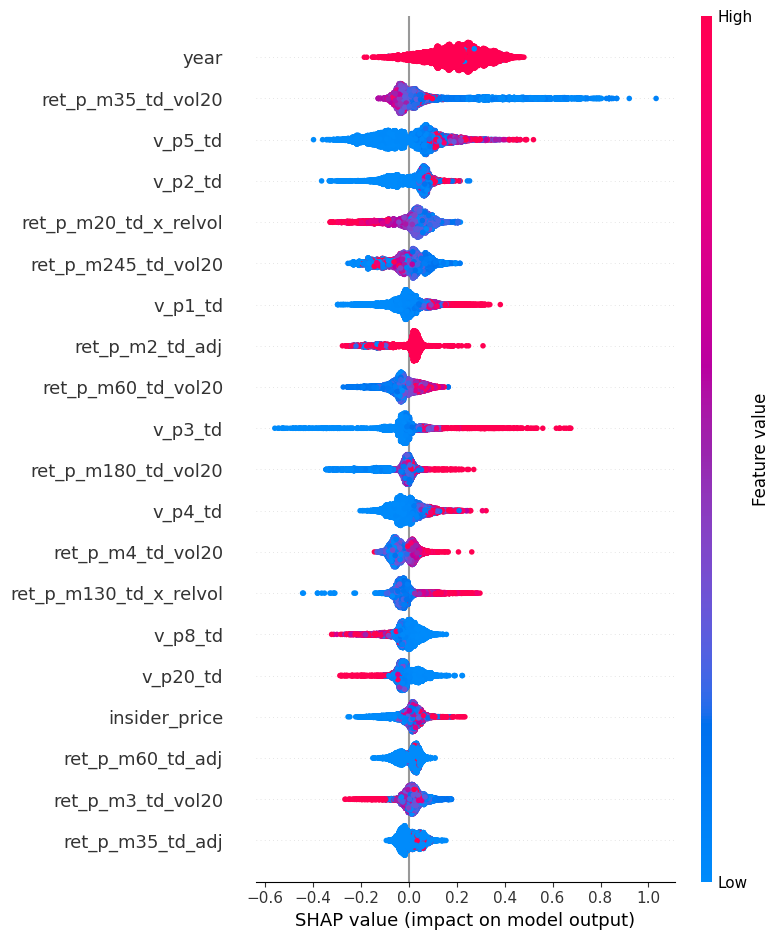 High
year
ret_p_m35_td_vol20
v_p5_td
v_p2_td
ret_p_m20_td_x_relvol
ret_p_m245_td_vol20
v_p1_td
ret_p_m2_td_adj
ret_p_m60_td_vol20
v_p3_td
ret_p_m180_td_vol20
v_p4_td
ret_p_m4_td_vol20
ret_p_m130_td_x_relvol
v_p8_td
v_p20_td
insider_price
ret_p_m60_td_adj
ret_p_m3_td_vol20
ret_p_m35_td_adj
Feature value
Low
−0.6 −0.4 −0.2 0.0 0.2 0.4 0.6 0.8 1.0
SHAP value (impact on model output)